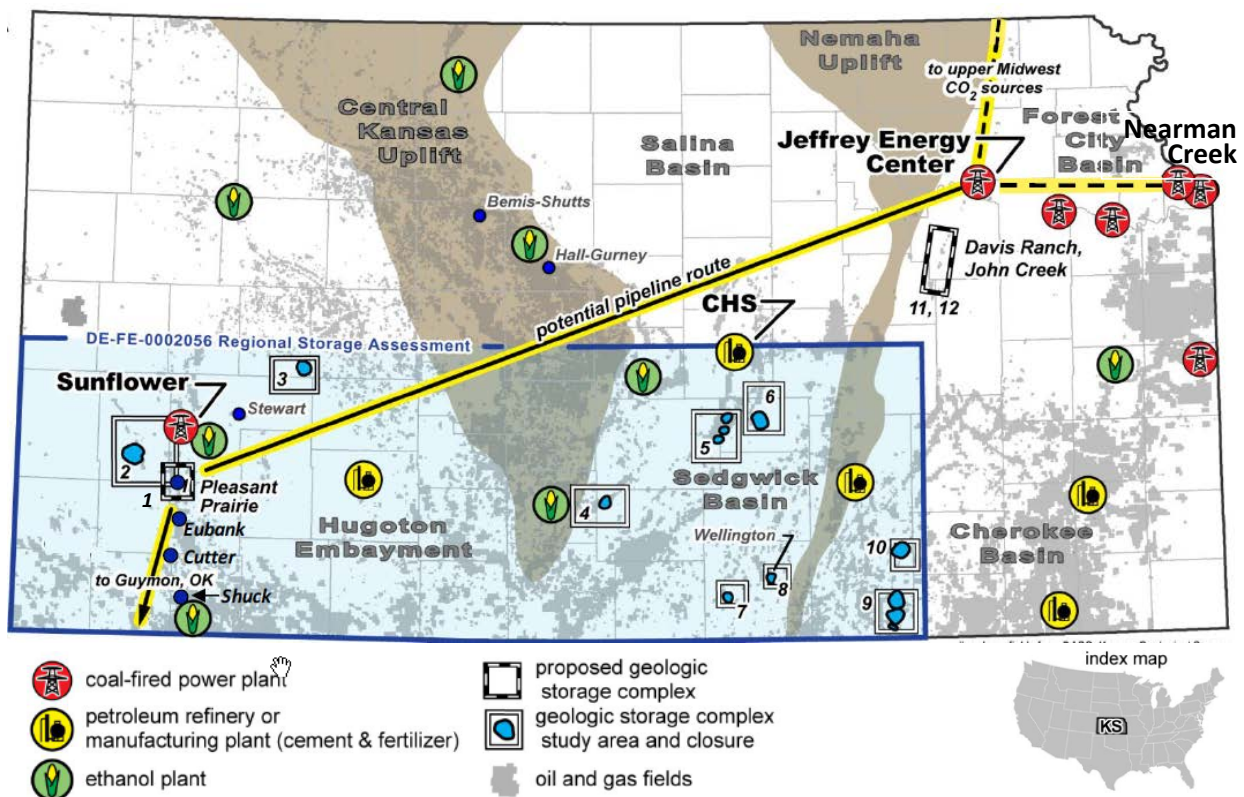 Nemaha
Uplift
to upper Midwest
CO2 sources
Forest
City
Basin
Nearman
Creek
Central
Kansas
Uplift
Salina
Basin
Jeffrey Energy
Center
Bemis-Shutts
Hall-Gurney
potential pipeline route
Davis Ranch,
John Creek
11, 12
CHS
DE-FE-0002056 Regional Storage Assessment
Sunflower
3
Stewart
6
5
2
1
Pleasant
Prairie
Sedgwick
Basin
4
Eubank
Hugoton
Embayment
Cherokee
Basin
Cutter
Wellington
10
to Guymon, OK
Shuck
8
7
9
coal-fired power plant
petroleum refinery or
manufacturing plant (cement & fertilizer)
ethanol plant
proposed geologic
storage complex
geologic storage complex
study area and closure
oil and gas fields
index map
KS